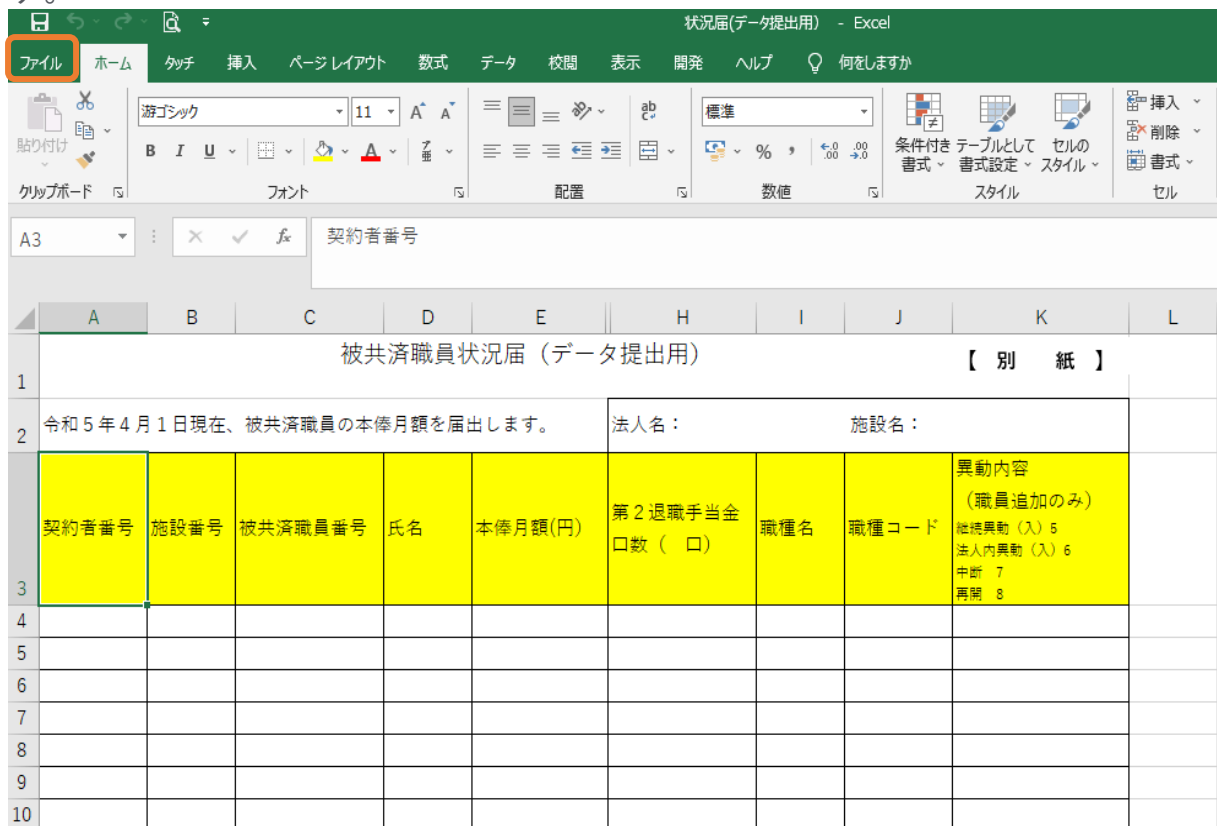 す。
状況届(データ提出用) - Excel
ファイル ホーム タッチ 挿入 ページ レイアウト 数式 データ 校閲 表示 開発 ヘルプ 何をしますか
貼り付け
游ゴシック 11 A A
B I U A
ab
標準
% , .00 .00
条件付き書式
テーブルとして書式設定
セルのスタイル
挿入
削除
書式
クリップボード フォント 配置 数値 スタイル セル
A3 fx 契約者番号
A B C D E H I J K L
1 被共済職員状況届（データ提出用） 【 別 紙 】
2 令和５年４月１日現在、被共済職員の本俸月額を届出します。 法人名： 施設名：
3 契約者番号 施設番号 被共済職員番号 氏名 本俸月額(円) 第２退職手当金口数（ 口） 職種名 職種コード
異動内容
（職員追加のみ）
継続異動（入）5
法人内異動（入）6
中断 7
再開 8
4
5
6
7
8
9
10